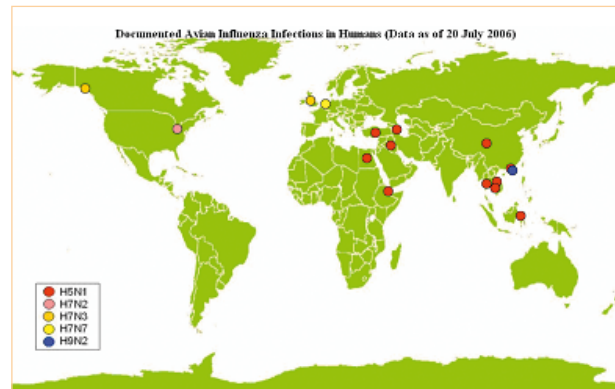 Documented Avian Influenza Infections in Humans (Data as of 20 July 2006)
H5N1
H7N2
H7N3
H7N7
H9N2